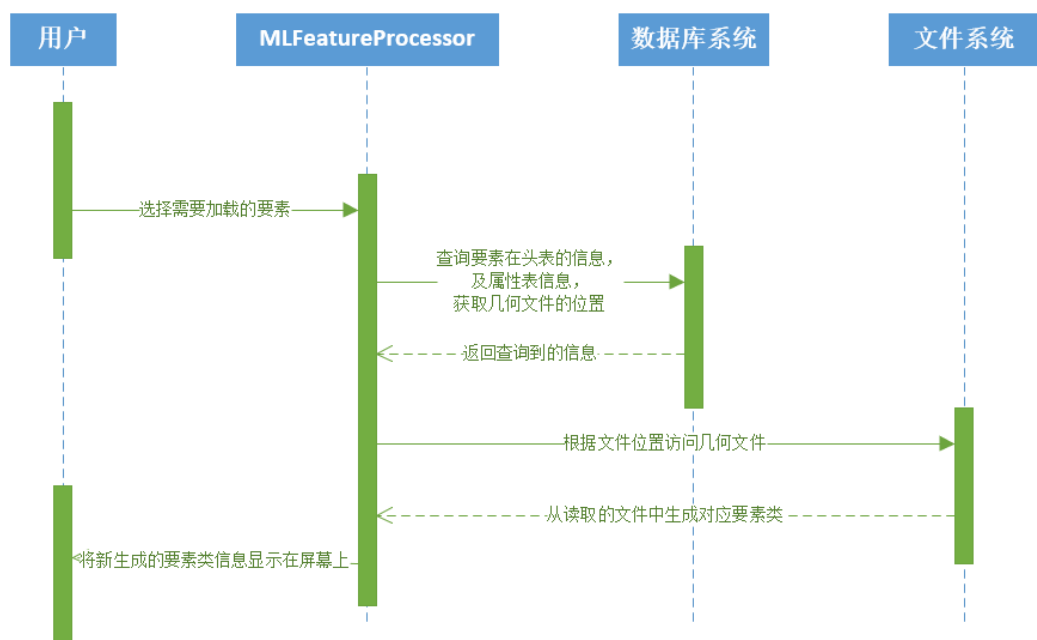 用户
MLFeatureProcessor
数据库系统
文件系统
选择需要加载的要素
查询要素在头表的信息，
及属性表信息，
获取几何文件的位置
返回查询到的信息
根据文件位置访问几何文件
从读取的文件中生成对应要素类
将新生成的要素类信息显示在屏幕上